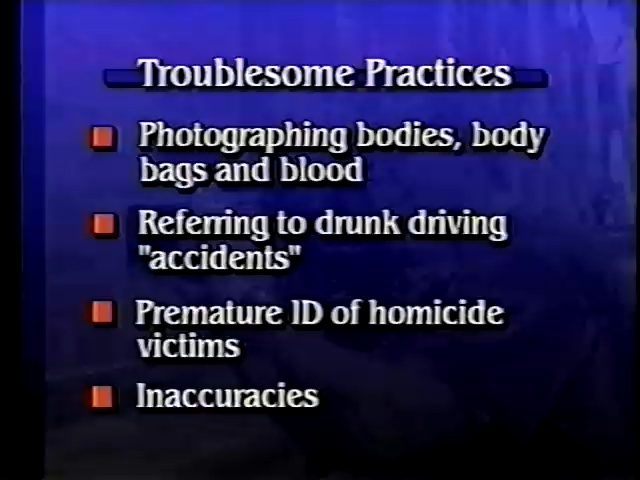 Troublesome Practices
Photographing bodies, body
bags and blood
Referring to drunk driving
"accidents"
Premature ID of homicide
victims
Inaccuracies